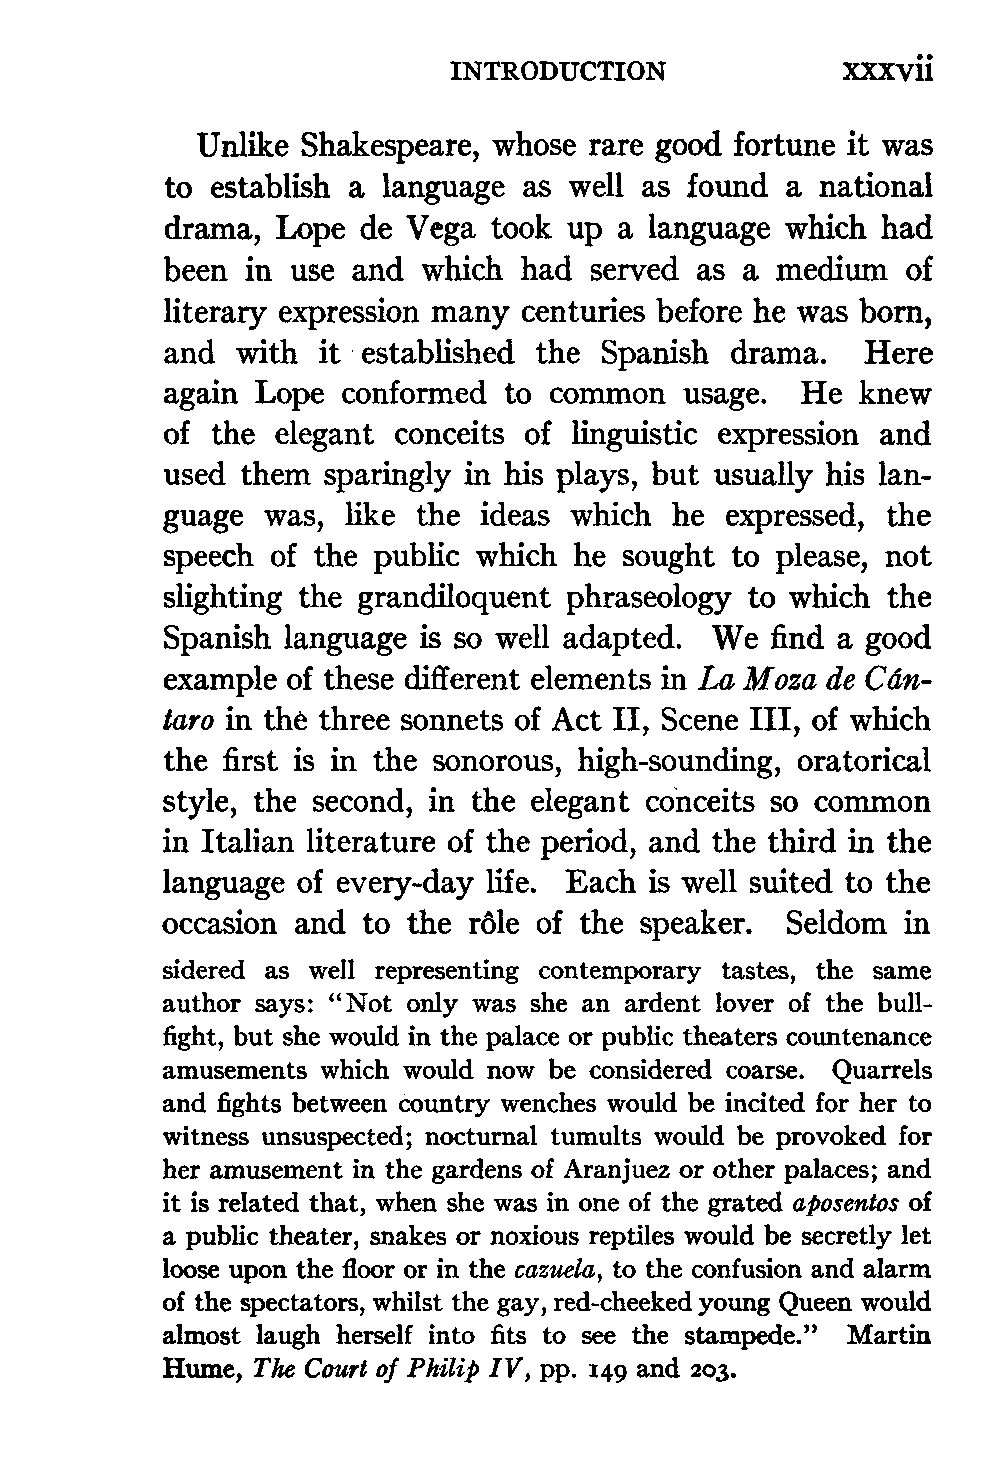 INTRODUCTION xxxvii
Unlike Shakespeare, whose rare good fortune it was
to establish a language as well as found a national
drama, Lope de Vega took up a language which had
been in use and which had served as a medium of
literary expression many centuries before he was born,
and with it established the Spanish drama. Here
again Lope conformed to common usage. He knew
of the elegant conceits of linguistic expression and
used them sparingly in his plays, but usually his lan-
guage was, like the ideas which he expressed, the
speech of the public which he sought to please, not
slighting the grandiloquent phraseology to which the
Spanish language is so well adapted. We find a good
example of these different elements in La Moza de Cán-
taro in the three sonnets of Act II, Scene III, of which
the first is in the sonorous, high-sounding, oratorical
style, the second, in the elegant conceits so common
in Italian literature of the period, and the third in the
language of every-day life. Each is well suited to the
occasion and to the rôle of the speaker. Seldom in
sidered as well representing contemporary tastes, the same
author says: "Not only was she an ardent lover of the bull-
fight, but she would in the palace or public theaters countenance
amusements which would now be considered coarse. Quarrels
and fights between country wenches would be incited for her to
witness unsuspected; nocturnal tumults would be provoked for
her amusement in the gardens of Aranjuez or other palaces; and
it is related that, when she was in one of the grated aposentos of
a public theater, snakes or noxious reptiles would be secretly let
loose upon the floor or in the cazuela, to the confusion and alarm
of the spectators, whilst the gay, red-cheeked young Queen would
almost laugh herself into fits to see the stampede." Martin
Hume, The Court of Philip IV, pp. 149 and 203.